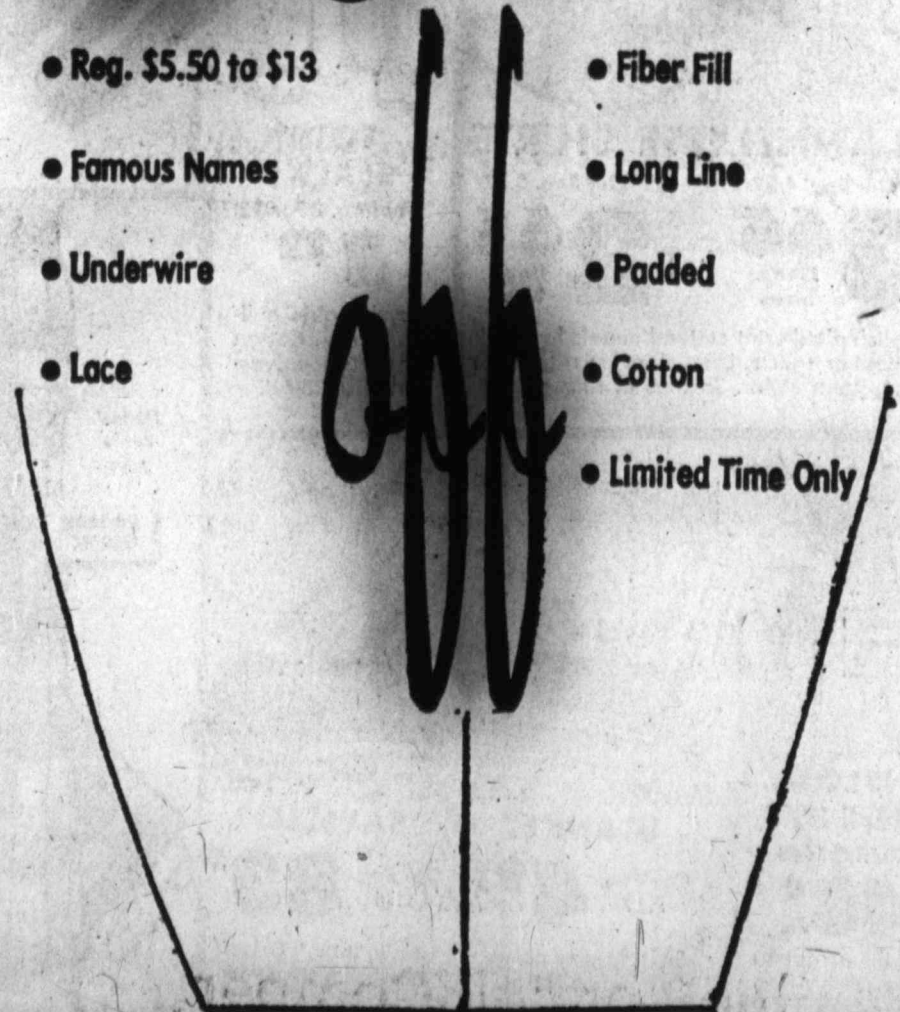 • Reg. $5.50 to $13
• Famous Names
• Underwire
• Lace
off
• Fiber Fill
• Long Line
• Padded
• Cotton
• Limited Time Only